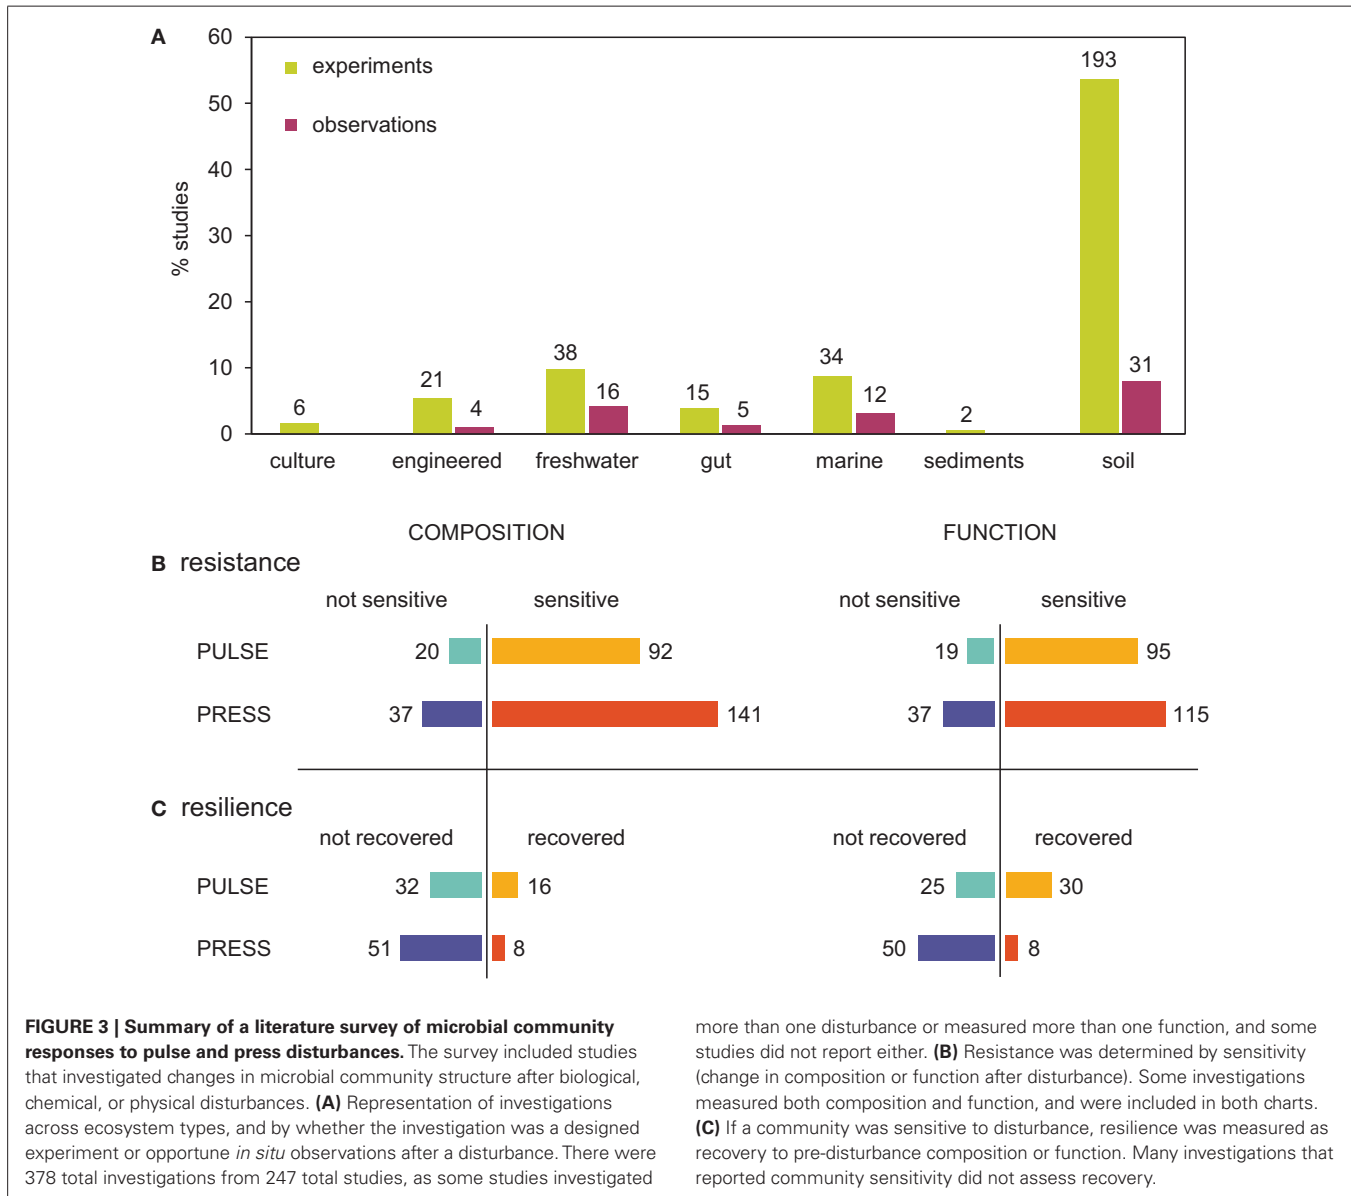 A
60
50
40
30
20
10
0
% studies
experiments
observations
6
21
4
38
16
15
5
34
12
2
193
31
culture engineered freshwater gut marine sediments soil
COMPOSITION FUNCTION
B resistance
not sensitive sensitive not sensitive sensitive
PULSE 20 92 19 95
PRESS 37 141 37 115
C resilience
not recovered recovered not recovered recovered
PULSE 32 16 25 30
PRESS 51 8 50 8
FIGURE 3 | Summary of a literature survey of microbial community
responses to pulse and press disturbances. The survey included studies
that investigated changes in microbial community structure after biological,
chemical, or physical disturbances. (A) Representation of investigations
across ecosystem types, and by whether the investigation was a designed
experiment or opportune in situ observations after a disturbance. There were
378 total investigations from 247 total studies, as some studies investigated
more than one disturbance or measured more than one function, and some
studies did not report either. (B) Resistance was determined by sensitivity
(change in composition or function after disturbance). Some investigations
measured both composition and function, and were included in both charts.
(C) If a community was sensitive to disturbance, resilience was measured as
recovery to pre-disturbance composition or function. Many investigations that
reported community sensitivity did not assess recovery.